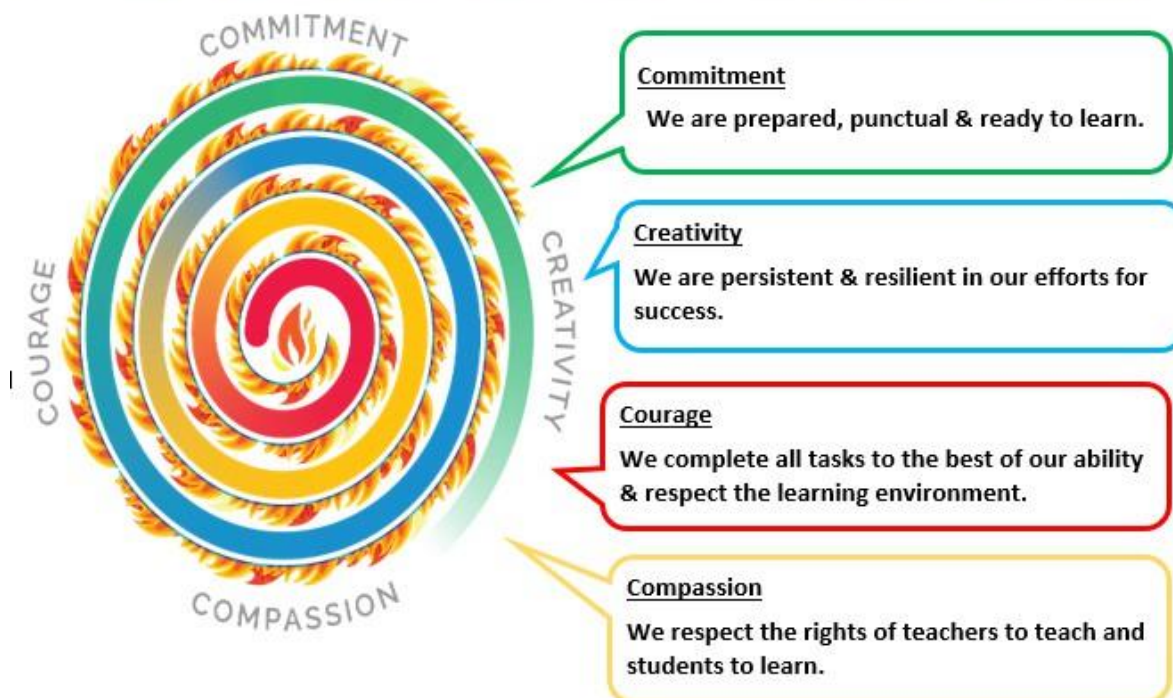 COMMITMENT
COURAGE
CREATIVITY
COMPASSION
Commitment
We are prepared, punctual & ready to learn.
Creativity
We are persistent & resilient in our efforts for
success.
Courage
We complete all tasks to the best of our ability
& respect the learning environment.
Compassion
We respect the rights of teachers to teach and
students to learn.